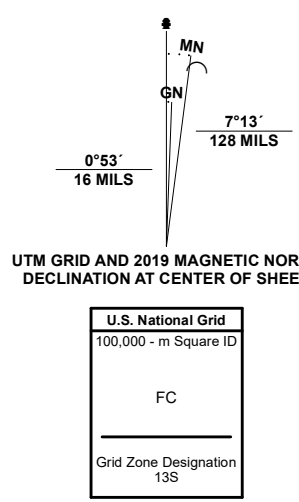 MN
GN
7°13´
128 MILS
0°53´
16 MILS
UTM GRID AND 2019 MAGNETIC NOR
DECLINATION AT CENTER OF SHEE
U.S. National Grid
100,000 - m Square ID
FC
Grid Zone Designation
13S